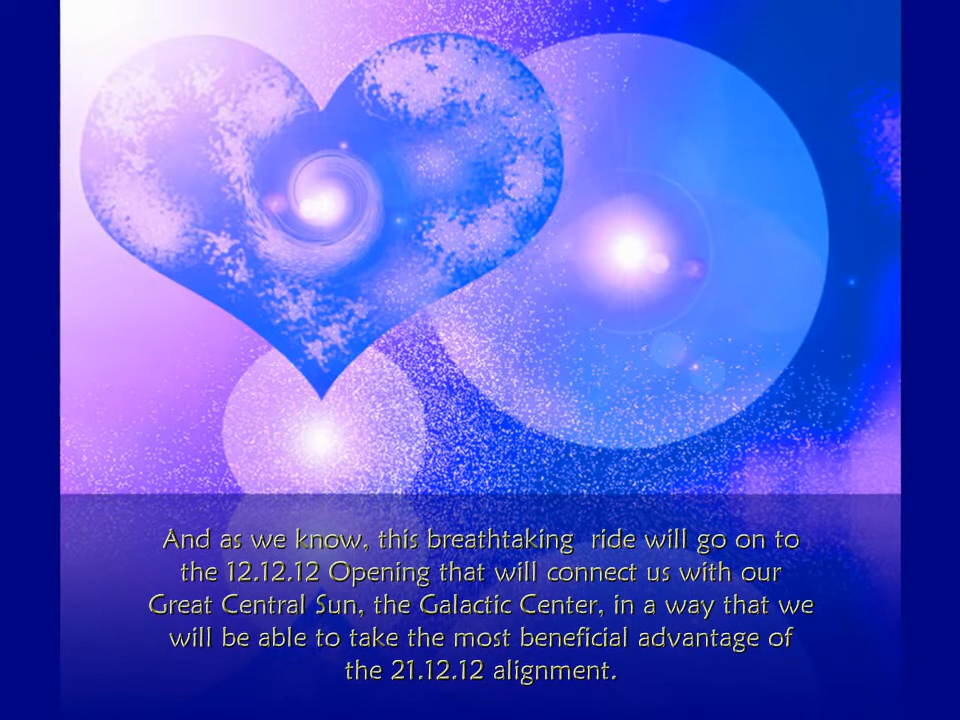 And as we know, this breathtaking ride will go on to
the 12.12.12 Opening that will connect us with our
Great Central Sun, the Galactic Center, in a way that we
will be able to take the most beneficial advantage of
the 21.12.12 alignment.